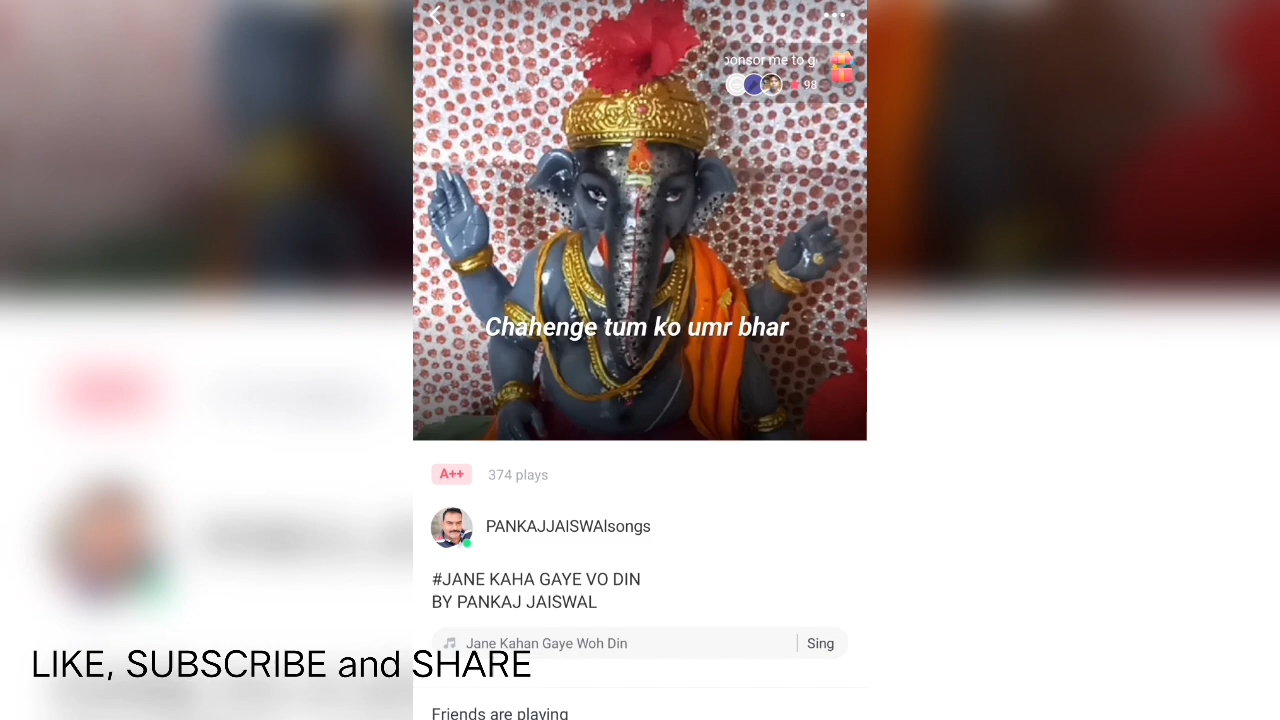 ponsor me to g
98
Chahenge tum ko umr bhar
A++ 374 plays
PANKAJJAISWAlsongs
#JANE KAHA GAYE VO DIN
BY PANKAJ JAISWAL
Jane Kahan Gaye Woh Din Sing
LIKE, SUBSCRIBE and SHARE
Friends are playing